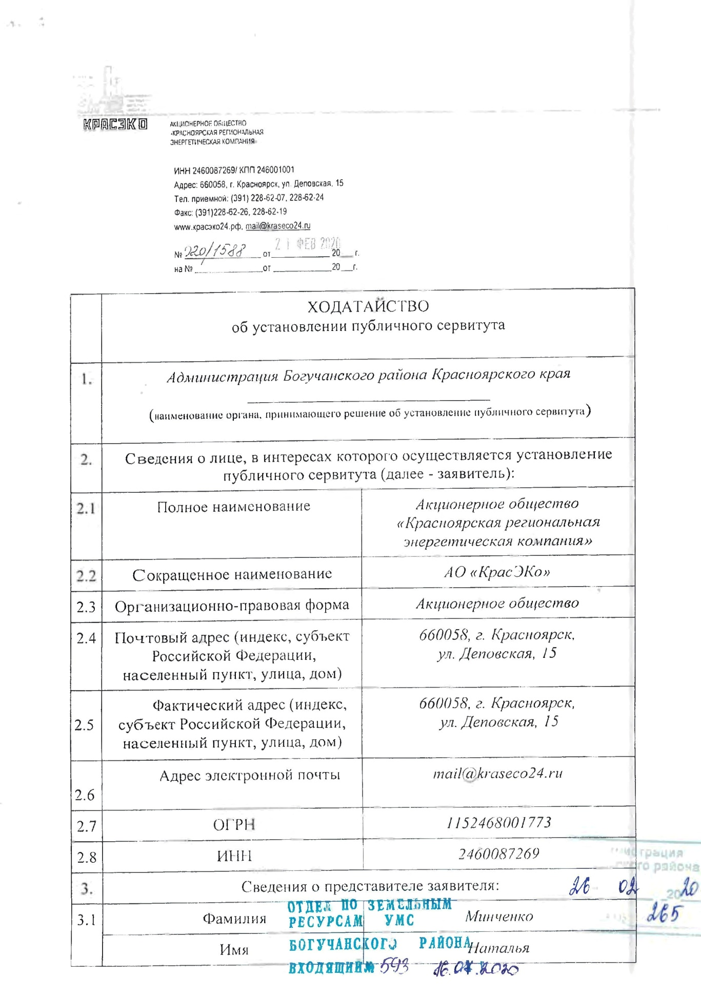 КРАСЭКО
АКЦИОНЕРНОЕ ОБЩЕСТВО
«КРАСНОЯРСКАЯ РЕГИОНАЛЬНАЯ
ЭНЕРГЕТИЧЕСКАЯ КОМПАНИЯ»
ИНН 2460087269/ КПП 246001001
Адрес: 660058, г. Красноярск, ул. Деповская, 15
Тел. приемной: (391) 228-62-07, 228-62-24
Факс: (391)228-62-26, 228-62-19
www.красэко24.рф, mail@kraseco24.ru
21 ФЕВ 2020
№ 020/1588 от ____________ 20___ г.
на № ____________ от ____________ 20___ г.
ХОДАТАЙСТВО
об установлении публичного сервитута
1. Администрация Богучанского района Красноярского края
(наименование органа, принимающего решение об установление публичного сервитута)
2. Сведения о лице, в интересах которого осуществляется установление
публичного сервитута (далее - заявитель):
2.1 Полное наименование Акционерное общество
«Красноярская региональная
энергетическая компания»
2.2 Сокращенное наименование АО «КрасЭКо»
2.3 Организационно-правовая форма Акционерное общество
2.4 Почтовый адрес (индекс, субъект 660058, г. Красноярск,
Российской Федерации, ул. Деповская, 15
населенный пункт, улица, дом)
Фактический адрес (индекс, 660058, г. Красноярск,
2.5 субъект Российской Федерации, ул. Деповская, 15
населенный пункт, улица, дом)
Адрес электронной почты mail@kraseco24.ru
2.6
2.7 ОГРН 1152468001773
2.8 ИНН 2460087269
района
3. Сведения о представителе заявителя: 26 02 2020
ОТДЕЛ ПО ЗЕМЕЛЬНЫМ
3.1 Фамилия Минченко 265
РЕСУРСАМ УМС
Имя Наталья
БОГУЧАНСКОГО РАЙОНА
ВХОДЯЩИЙ№ 593 16.07.2020